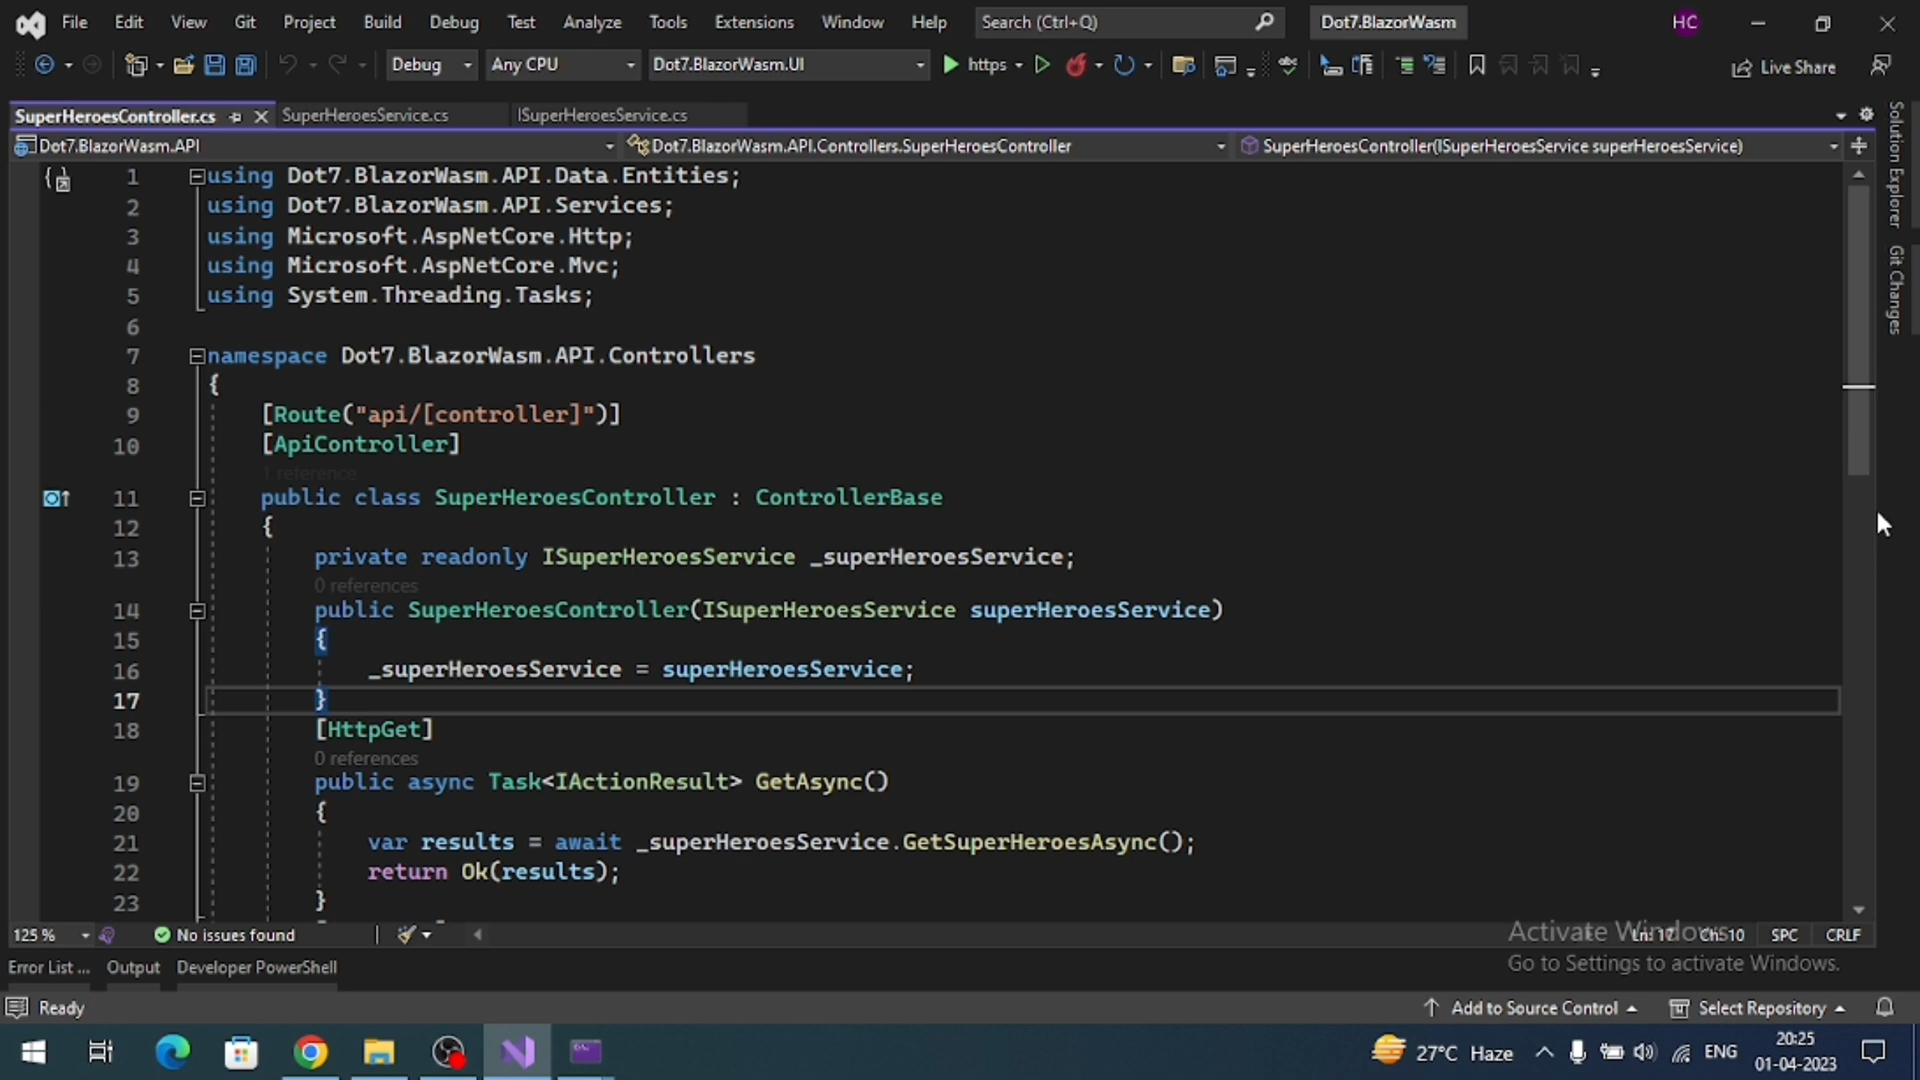 File Edit View Git Project Build Debug Test Analyze Tools Extensions Window Help Search (Ctrl+Q) Dot7.BlazorWasm HC
Debug Any CPU Dot7.BlazorWasm.UI https Live Share
SuperHeroesController.cs SuperHeroesService.cs ISuperHeroesService.cs
Dot7.BlazorWasm.API Dot7.BlazorWasm.API.Controllers.SuperHeroesController SuperHeroesController(ISuperHeroesService superHeroesService)
Solution Explorer
Git Changes
1 using Dot7.BlazorWasm.API.Data.Entities;
2 using Dot7.BlazorWasm.API.Services;
3 using Microsoft.AspNetCore.Http;
4 using Microsoft.AspNetCore.Mvc;
5 using System.Threading.Tasks;
6
7 namespace Dot7.BlazorWasm.API.Controllers
8 {
9 [Route("api/[controller]")]
10 [ApiController]
1 reference
11 public class SuperHeroesController : ControllerBase
12 {
13 private readonly ISuperHeroesService _superHeroesService;
0 references
14 public SuperHeroesController(ISuperHeroesService superHeroesService)
15 {
16 _superHeroesService = superHeroesService;
17 }
18 [HttpGet]
0 references
19 public async Task<IActionResult> GetAsync()
20 {
21 var results = await _superHeroesService.GetSuperHeroesAsync();
22 return Ok(results);
23 }
125 % No issues found Ln: 17 Ch: 10 SPC CRLF
Activate Windows
Go to Settings to activate Windows.
Error List ... Output Developer PowerShell
Ready Add to Source Control Select Repository
27°C Haze ENG 20:25
01-04-2023